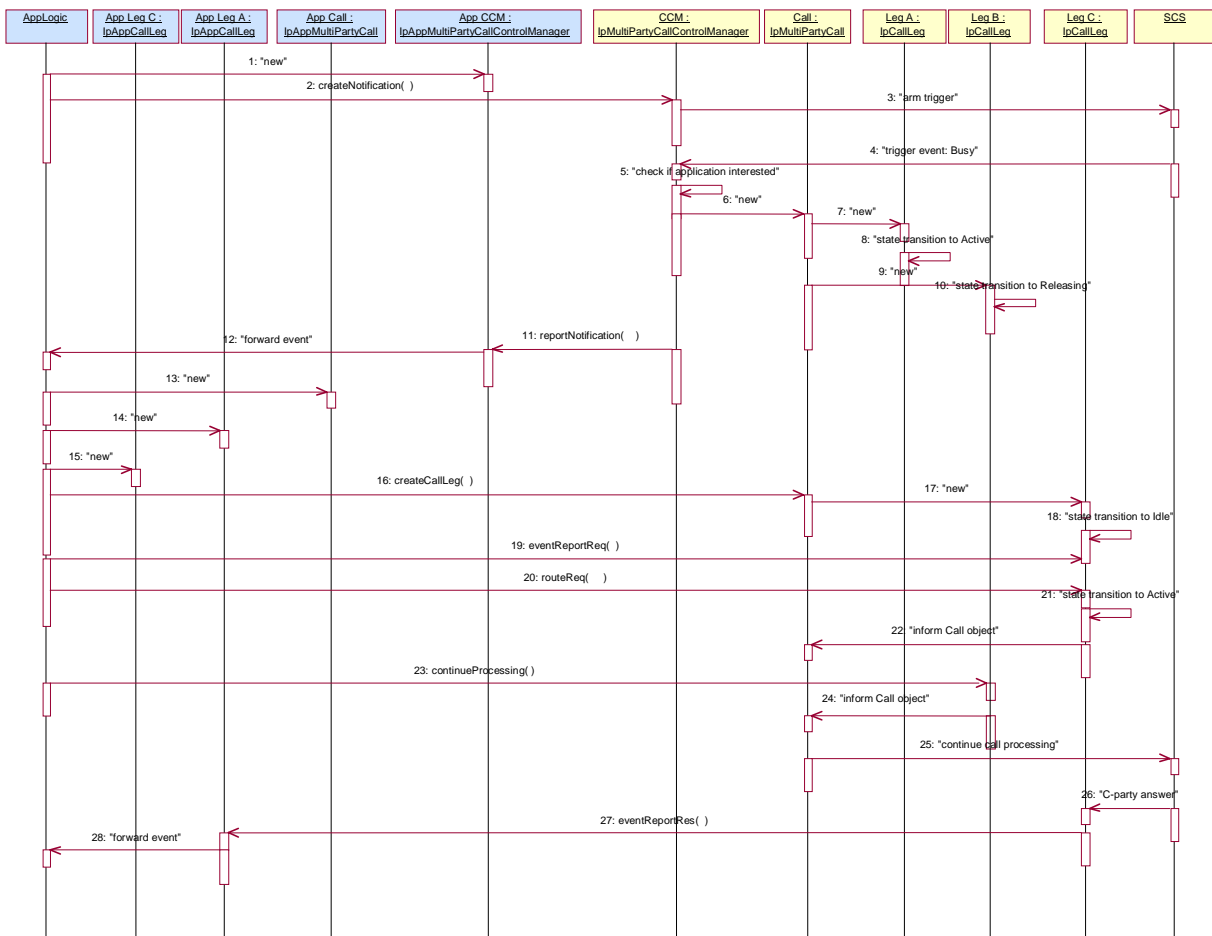 AppLogic
App Leg C :
IpAppCallLeg
App Leg A :
IpAppCallLeg
App Call :
IpAppMultiPartyCall
App CCM :
IpAppMultiPartyCallControlManager
CCM :
IpMultiPartyCallControlManager
Call :
IpMultiPartyCall
Leg A :
IpCallLeg
Leg B :
IpCallLeg
Leg C :
IpCallLeg
SCS
1: "new"
2: createNotification( )
3: "arm trigger"
4: "trigger event: Busy"
5: "check if application interested"
6: "new"
7: "new"
8: "state transition to Active"
9: "new"
10: "state transition to Releasing"
11: reportNotification( )
12: "forward event"
13: "new"
14: "new"
15: "new"
16: createCallLeg( )
17: "new"
18: "state transition to Idle"
19: eventReportReq( )
20: routeReq( )
21: "state transition to Active"
22: "inform Call object"
23: continueProcessing( )
24: "inform Call object"
25: "continue call processing"
26: "C-party answer"
27: eventReportRes( )
28: "forward event"